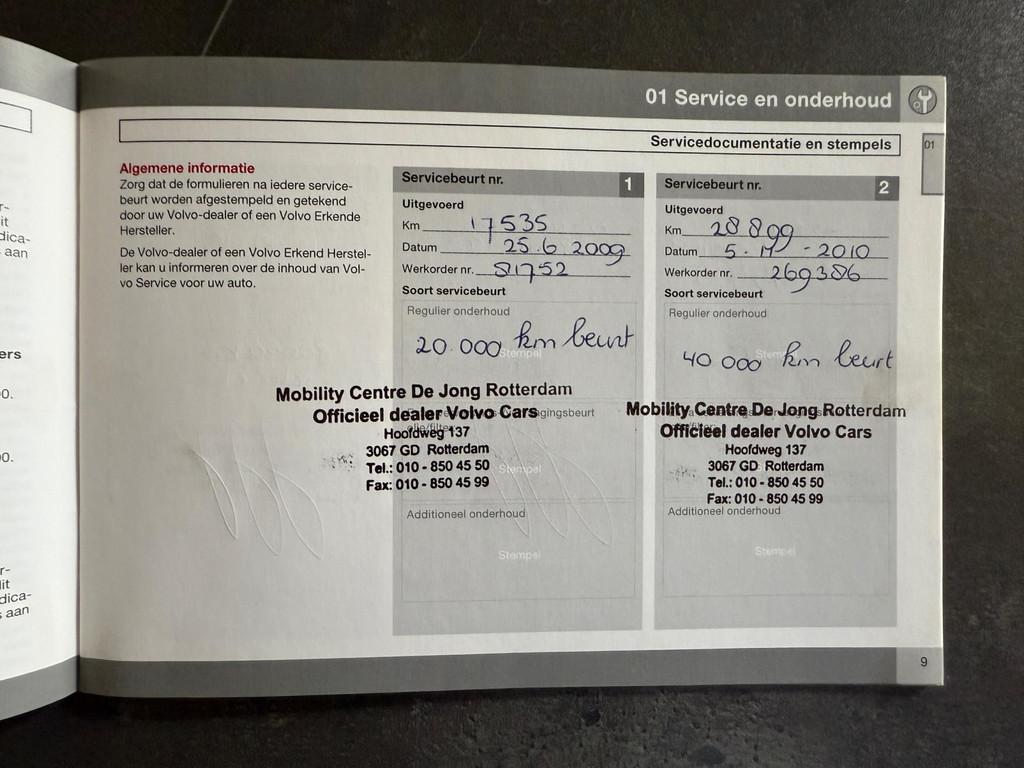 01 Service en onderhoud
Servicedocumentatie en stempels
01
Algemene informatie
Zorg dat de formulieren na iedere service-
beurt worden afgestempeld en getekend
door uw Volvo-dealer of een Volvo Erkende
Hersteller.
De Volvo-dealer of een Volvo Erkend Herstel-
ler kan u informeren over de inhoud van Vol-
vo Service voor uw auto.
Servicebeurt nr. 1
Uitgevoerd
Km 17535
Datum 25.6 2009
Werkorder nr. 81752
Soort servicebeurt
Regulier onderhoud
20.000 km beurt
Stempel
Mobility Centre De Jong Rotterdam
Officieel dealer Volvo Cars
Hoofdweg 137
3067 GD Rotterdam
Tel.: 010 - 850 45 50
Fax: 010 - 850 45 99
Stempel
Additioneel onderhoud
Stempel
Servicebeurt nr. 2
Uitgevoerd
Km 28899
Datum 5 - - 2010
Werkorder nr. 269386
Soort servicebeurt
Regulier onderhoud
40 000 km beurt
Mobility Centre De Jong Rotterdam
Officieel dealer Volvo Cars
Hoofdweg 137
3067 GD Rotterdam
Tel.: 010 - 850 45 50
Fax: 010 - 850 45 99
Additioneel onderhoud
Stempel
9